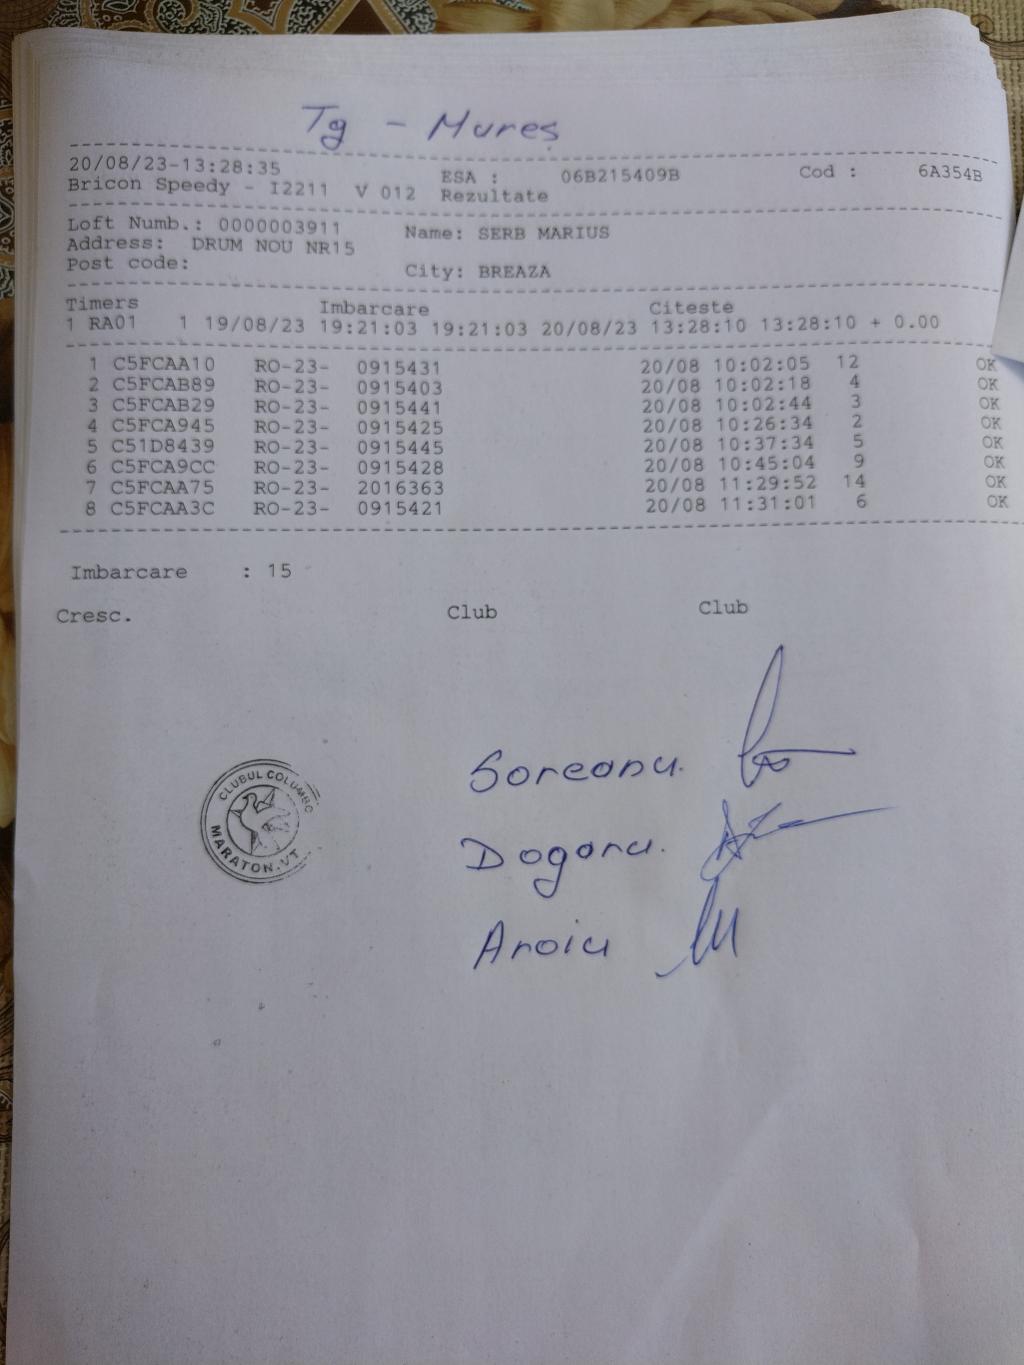 Tg - Mureș
20/08/23-13:28:35 ESA : 06B215409B Cod : 6A354B
Bricon Speedy - I2211 V 012 Rezultate
Loft Numb.: 0000003911 Name: SERB MARIUS
Address: DRUM NOU NR15
Post code: City: BREAZA
Timers Imbarcare Citeste
1 RA01 1 19/08/23 19:21:03 19:21:03 20/08/23 13:28:10 13:28:10 + 0.00
1 C5FCAA10 RO-23- 0915431 20/08 10:02:05 12 OK
2 C5FCAB89 RO-23- 0915403 20/08 10:02:18 4 OK
3 C5FCAB29 RO-23- 0915441 20/08 10:02:44 3 OK
4 C5FCA945 RO-23- 0915425 20/08 10:26:34 2 OK
5 C51D8439 RO-23- 0915445 20/08 10:37:34 5 OK
6 C5FCA9CC RO-23- 0915428 20/08 10:45:04 9 OK
7 C5FCAA75 RO-23- 2016363 20/08 11:29:52 14 OK
8 C5FCAA3C RO-23- 0915421 20/08 11:31:01 6 OK
Imbarcare : 15
Cresc. Club Club
Soreanu.
CLUBUL COLUMBO
MARATON.VT
Dogaru.
Aroiu